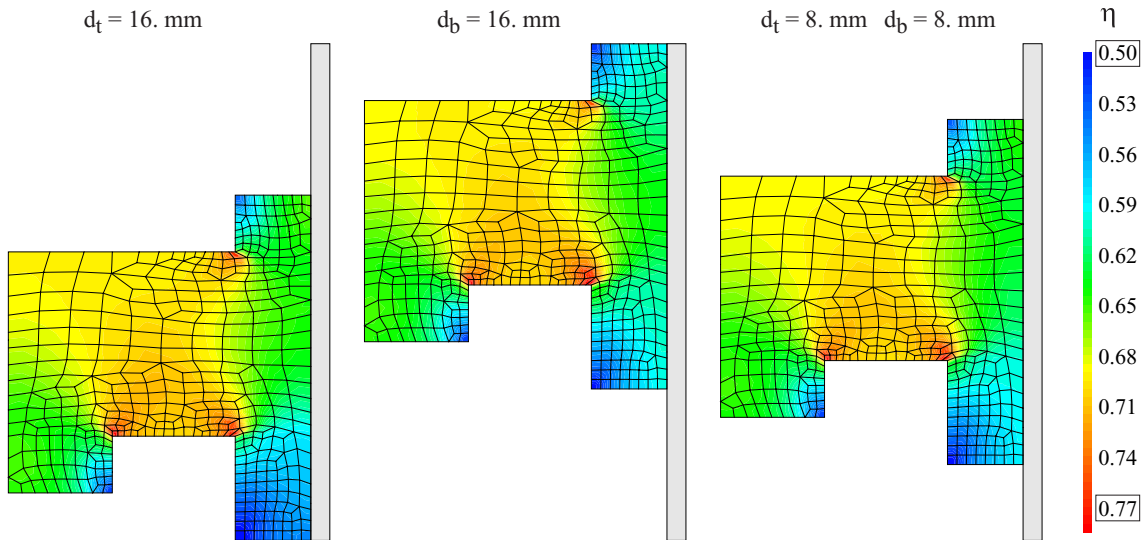 d_t = 16. mm
d_b = 16. mm
d_t = 8. mm d_b = 8. mm
η
0.50
0.53
0.56
0.59
0.62
0.65
0.68
0.71
0.74
0.77